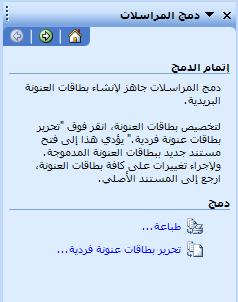 دمج المراسلات
إتمام الدمج
دمج المراسلات جاهز لإنشاء بطاقات العنونة
البريدية.
لتخصيص بطاقات العنونة، انقر فوق "تحرير
بطاقات عنونة فردية." يؤدي هذا إلى فتح
مستند جديد ببطاقات العنونة المدموجة.
ولإجراء تغييرات على كافة بطاقات العنونة،
ارجع إلى المستند الأصلي.
دمج
طباعة...
تحرير بطاقات عنونة فردية...